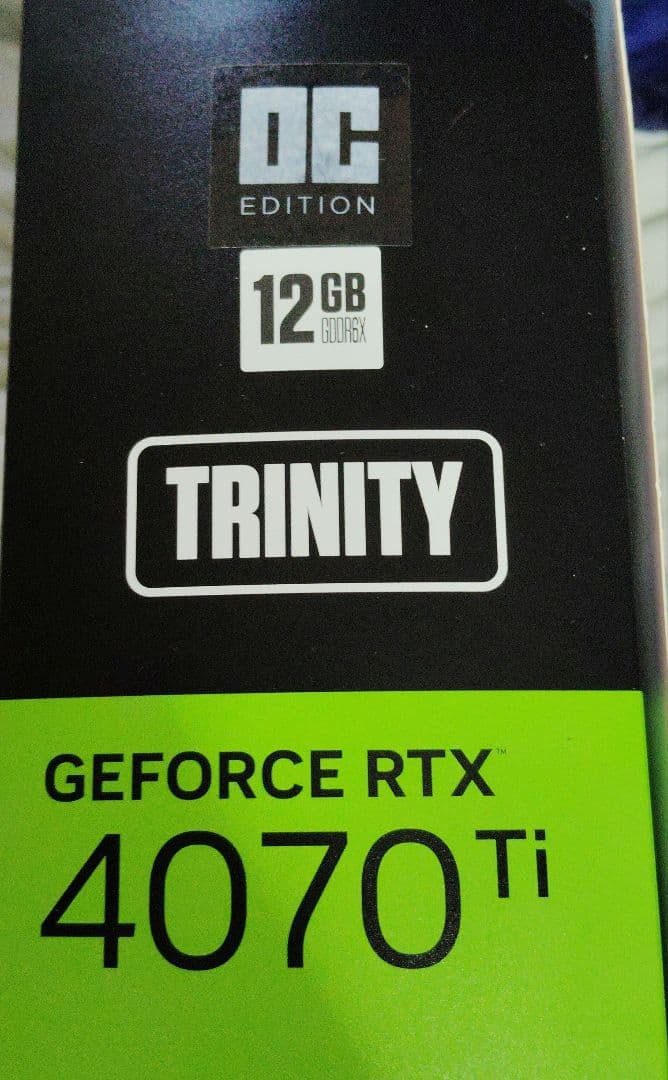 OC
EDITION
12 GB
GDDR6X
TRINITY
GEFORCE RTX™
4070 Ti